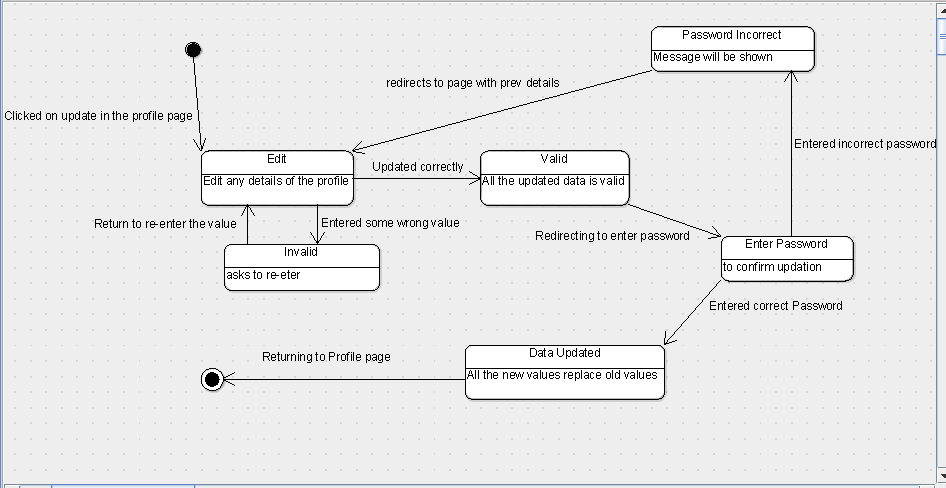 Password Incorrect
Message will be shown
redirects to page with prev details
Clicked on update in the profile page
Entered incorrect password
Edit
Edit any details of the profile
Updated correctly
Valid
All the updated data is valid
Return to re-enter the value
Entered some wrong value
Redirecting to enter password
Enter Password
to confirm updation
Invalid
asks to re-eter
Entered correct Password
Returning to Profile page
Data Updated
All the new values replace old values